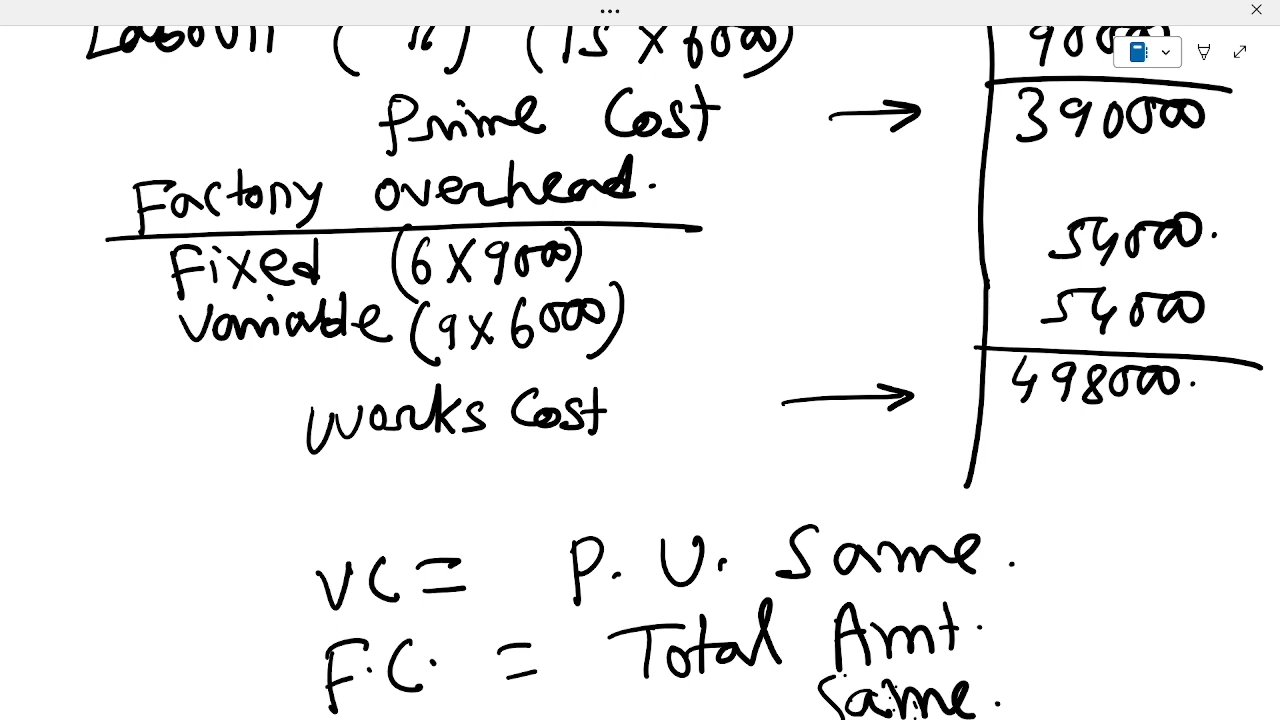 Labour ( " ) (15 X 6000) 90000
Prime Cost → 390000
Factory overhead.
Fixed (6 X 9000) 54000.
Variable (9 X 6000) 54000
Works Cost → 498000.
VC = P. U. Same.
F.C. = Total Amt.
Same.